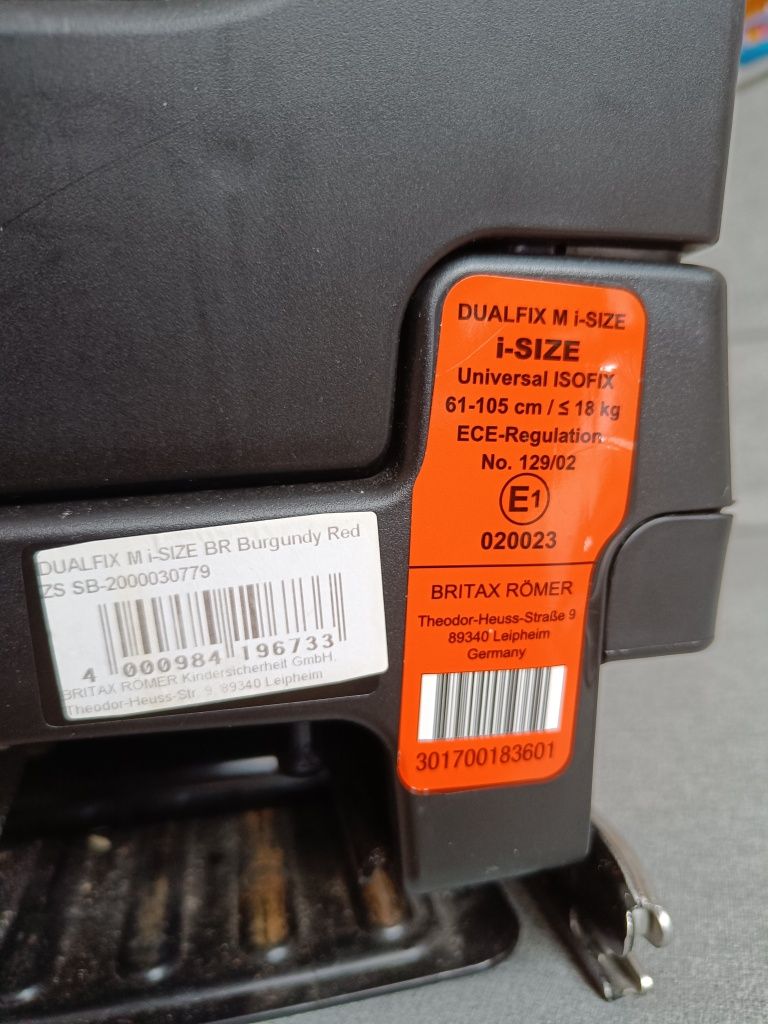 DUALFIX M i-SIZE
i-SIZE
Universal ISOFIX
61-105 cm / ≤ 18 kg
ECE-Regulation
No. 129/02
E1
020023
BRITAX RÖMER
Theodor-Heuss-Straße 9
89340 Leipheim
Germany
301700183601
DUALFIX M i-SIZE BR Burgundy Red
ZS SB-2000030779
4 000984 196733
BRITAX RÖMER Kindersicherheit GmbH.
Theodor-Heuss-Str. 9, 89340 Leipheim